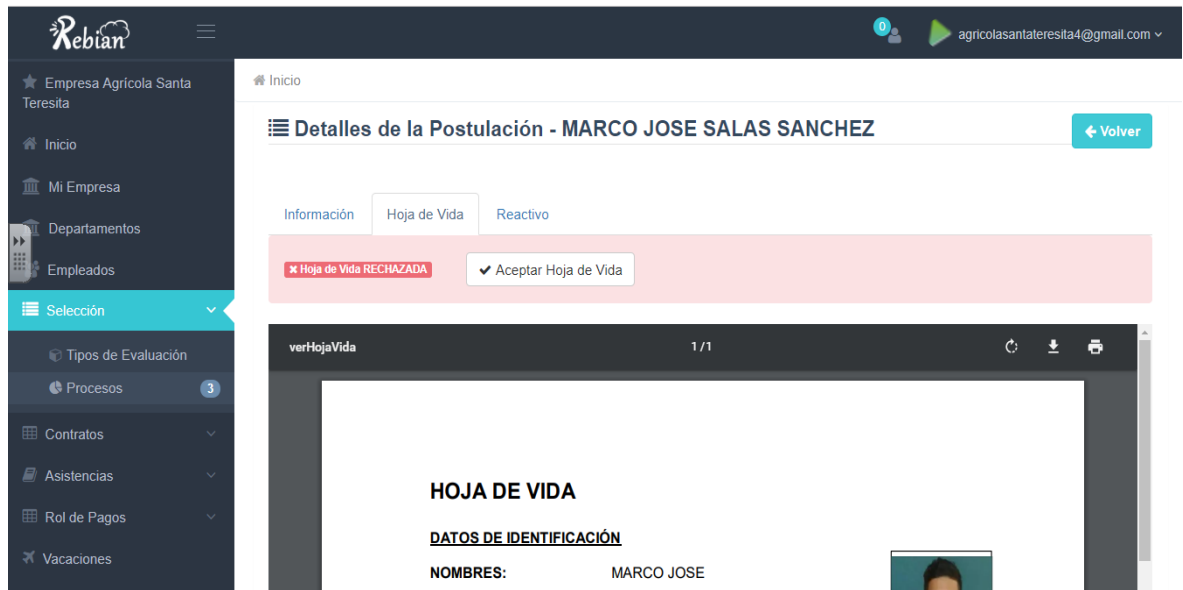 Rebian
0
agricolasantateresita4@gmail.com
Empresa Agrícola Santa
Teresita
Inicio
Mi Empresa
Departamentos
Empleados
Selección
Tipos de Evaluación
Procesos 3
Contratos
Asistencias
Rol de Pagos
Vacaciones
Inicio
Detalles de la Postulación - MARCO JOSE SALAS SANCHEZ
Volver
Información Hoja de Vida Reactivo
Hoja de Vida RECHAZADA Aceptar Hoja de Vida
verHojaVida 1 / 1
HOJA DE VIDA
DATOS DE IDENTIFICACIÓN
NOMBRES: MARCO JOSE